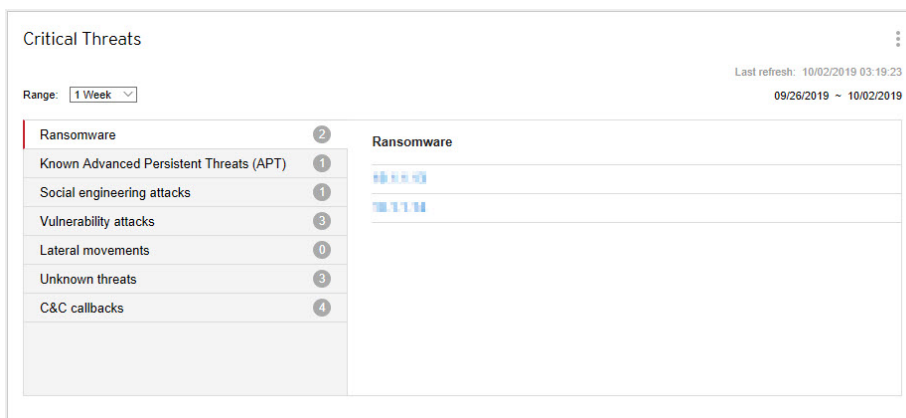 Critical Threats
Last refresh: 10/02/2019 03:19:23
Range: 1 Week
09/26/2019 ~ 10/02/2019
Ransomware 2
Known Advanced Persistent Threats (APT) 1
Social engineering attacks 1
Vulnerability attacks 3
Lateral movements 0
Unknown threats 3
C&C callbacks 4
Ransomware